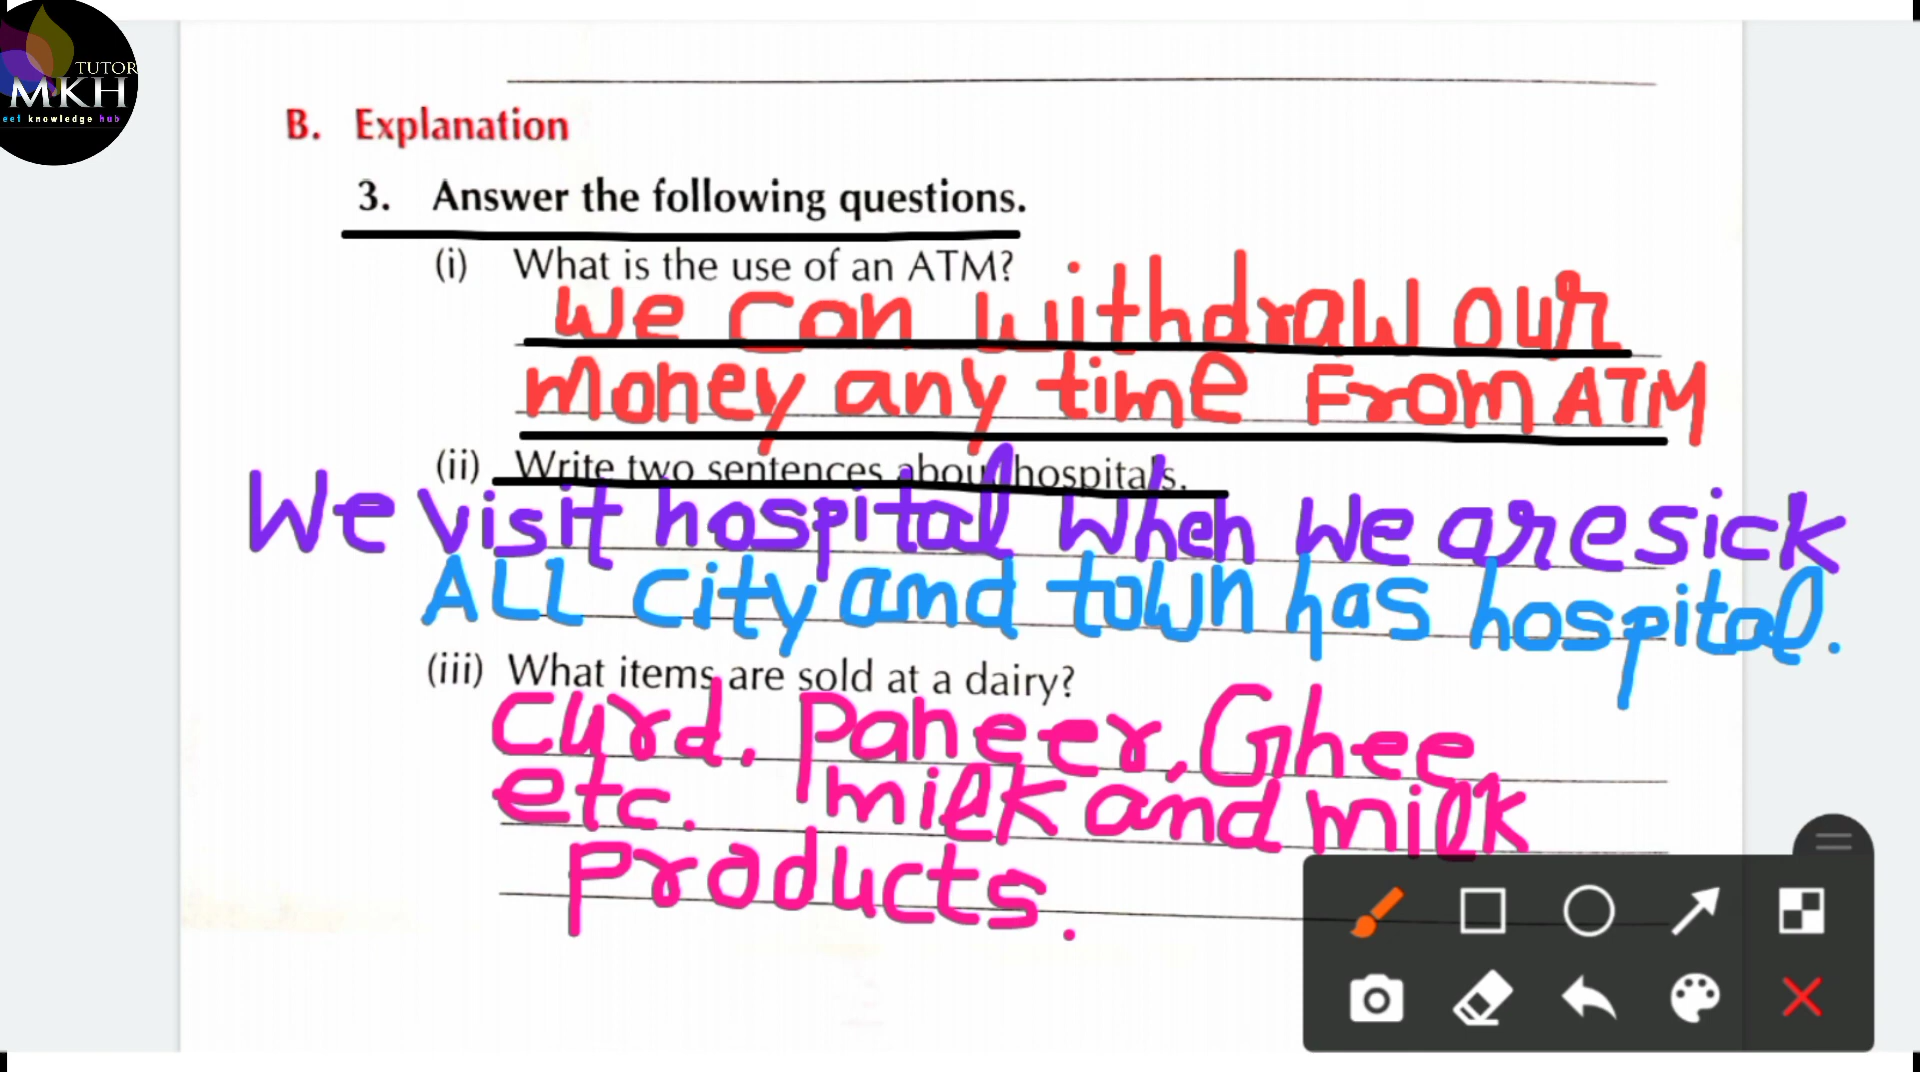 TUTOR
MKH
eet knowledge hub
B. Explanation
3. Answer the following questions.
(i) What is the use of an ATM?
We can withdraw our
money any time From ATM
(ii) Write two sentences about hospitals.
We visit hospital when we are sick
ALL city and town has hospital.
(iii) What items are sold at a dairy?
Curd, Paneer, Ghee
etc. milk and milk
Products.